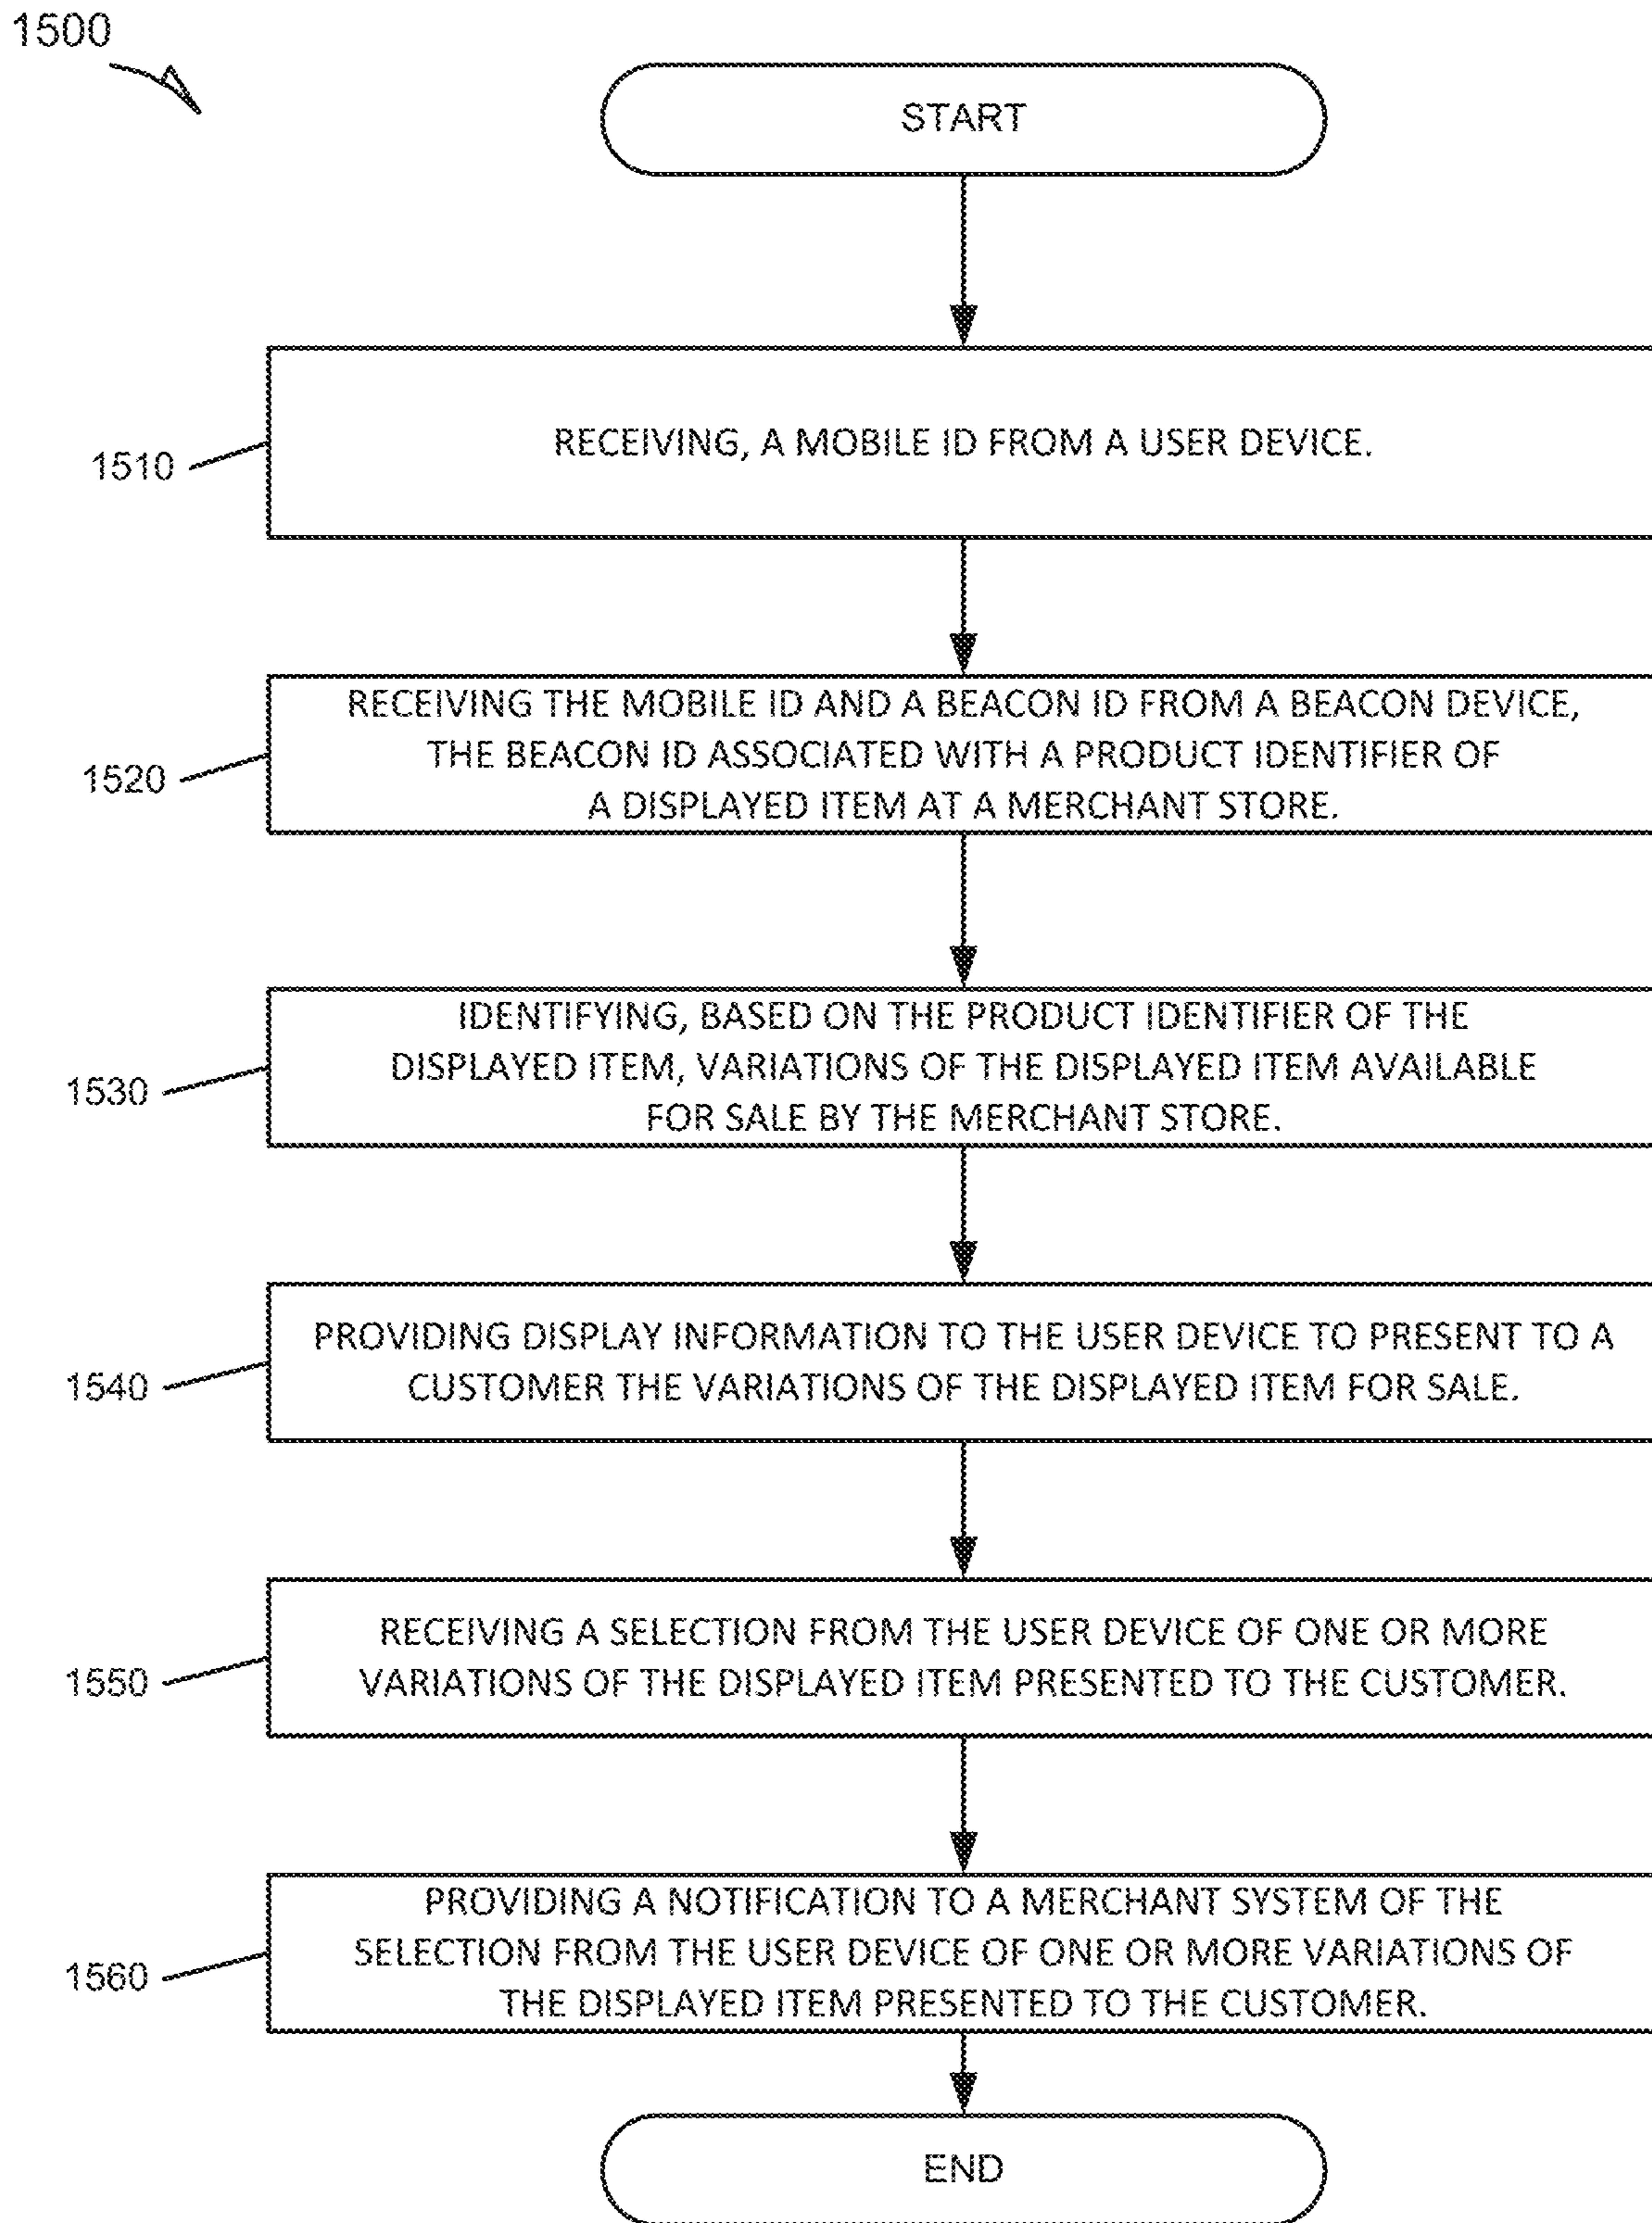 1500
START
1510
RECEIVING, A MOBILE ID FROM A USER DEVICE.
1520
RECEIVING THE MOBILE ID AND A BEACON ID FROM A BEACON DEVICE,
THE BEACON ID ASSOCIATED WITH A PRODUCT IDENTIFIER OF
A DISPLAYED ITEM AT A MERCHANT STORE.
1530
IDENTIFYING, BASED ON THE PRODUCT IDENTIFIER OF THE
DISPLAYED ITEM, VARIATIONS OF THE DISPLAYED ITEM AVAILABLE
FOR SALE BY THE MERCHANT STORE.
1540
PROVIDING DISPLAY INFORMATION TO THE USER DEVICE TO PRESENT TO A
CUSTOMER THE VARIATIONS OF THE DISPLAYED ITEM FOR SALE.
1550
RECEIVING A SELECTION FROM THE USER DEVICE OF ONE OR MORE
VARIATIONS OF THE DISPLAYED ITEM PRESENTED TO THE CUSTOMER.
1560
PROVIDING A NOTIFICATION TO A MERCHANT SYSTEM OF THE
SELECTION FROM THE USER DEVICE OF ONE OR MORE VARIATIONS OF
THE DISPLAYED ITEM PRESENTED TO THE CUSTOMER.
END